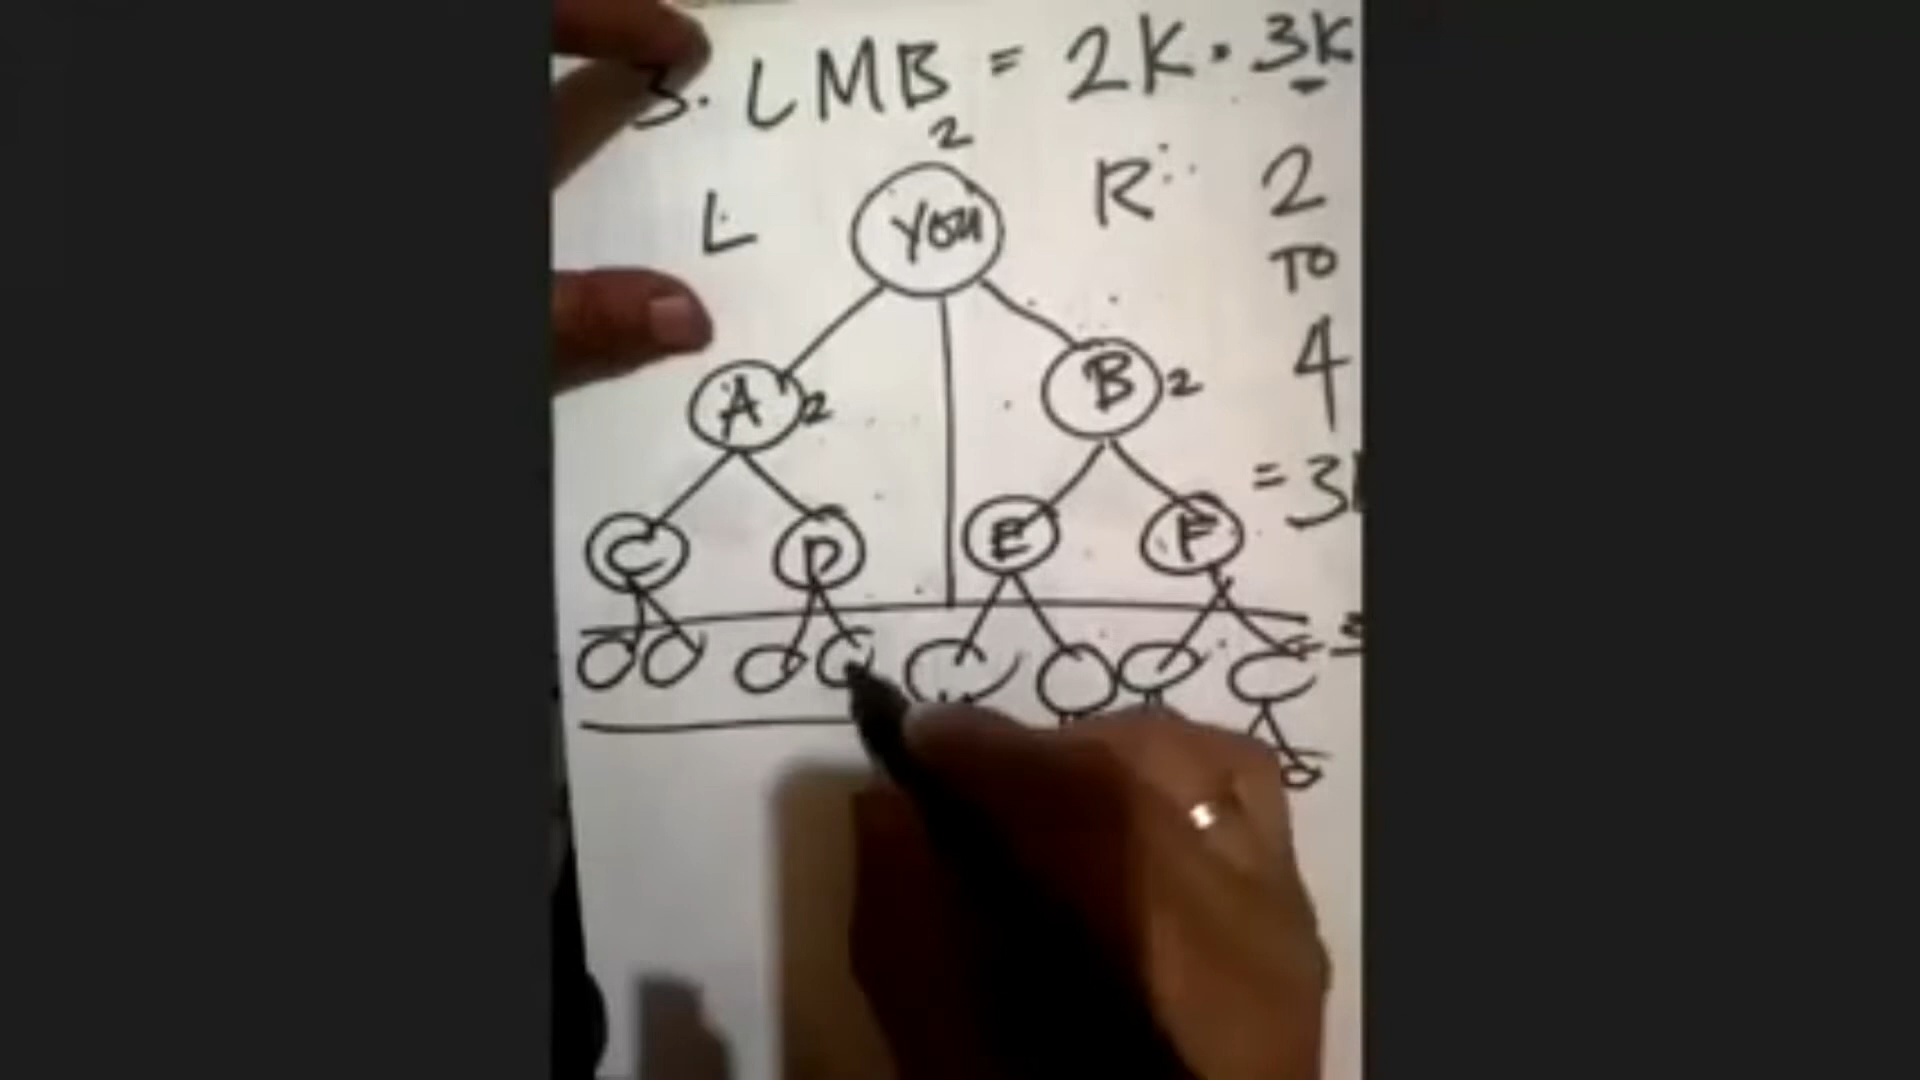 3. LMB = 2K. 3K
2
L You R 2
TO
4
A 2 B 2
= 3
C D E F